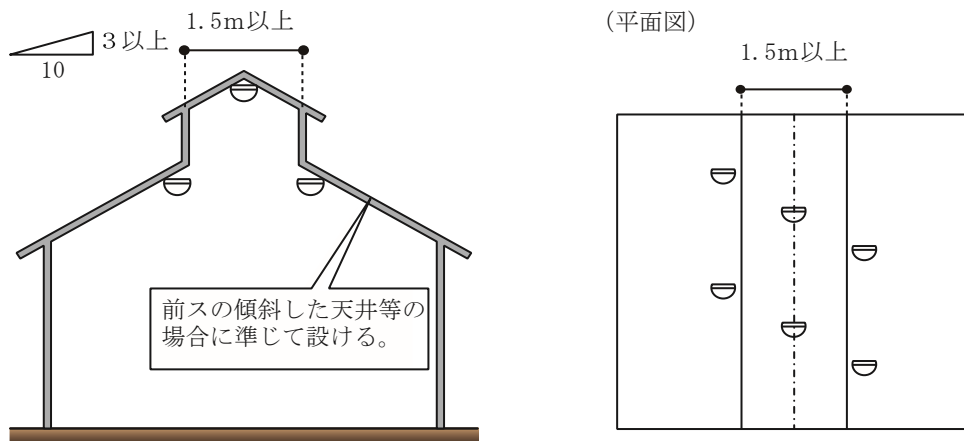 1.5m以上
3以上
10
前スの傾斜した天井等の
場合に準じて設ける。
(平面図)
1.5m以上